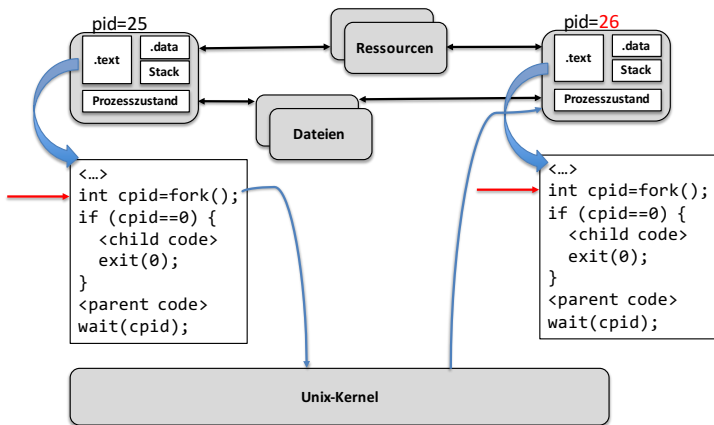 pid=25
.text
.data
Stack
Prozesszustand
Ressourcen
Dateien
pid=26
.text
.data
Stack
Prozesszustand
<…>
int cpid=fork();
if (cpid==0) {
<child code>
exit(0);
}
<parent code>
wait(cpid);
<…>
int cpid=fork();
if (cpid==0) {
<child code>
exit(0);
}
<parent code>
wait(cpid);
Unix-Kernel